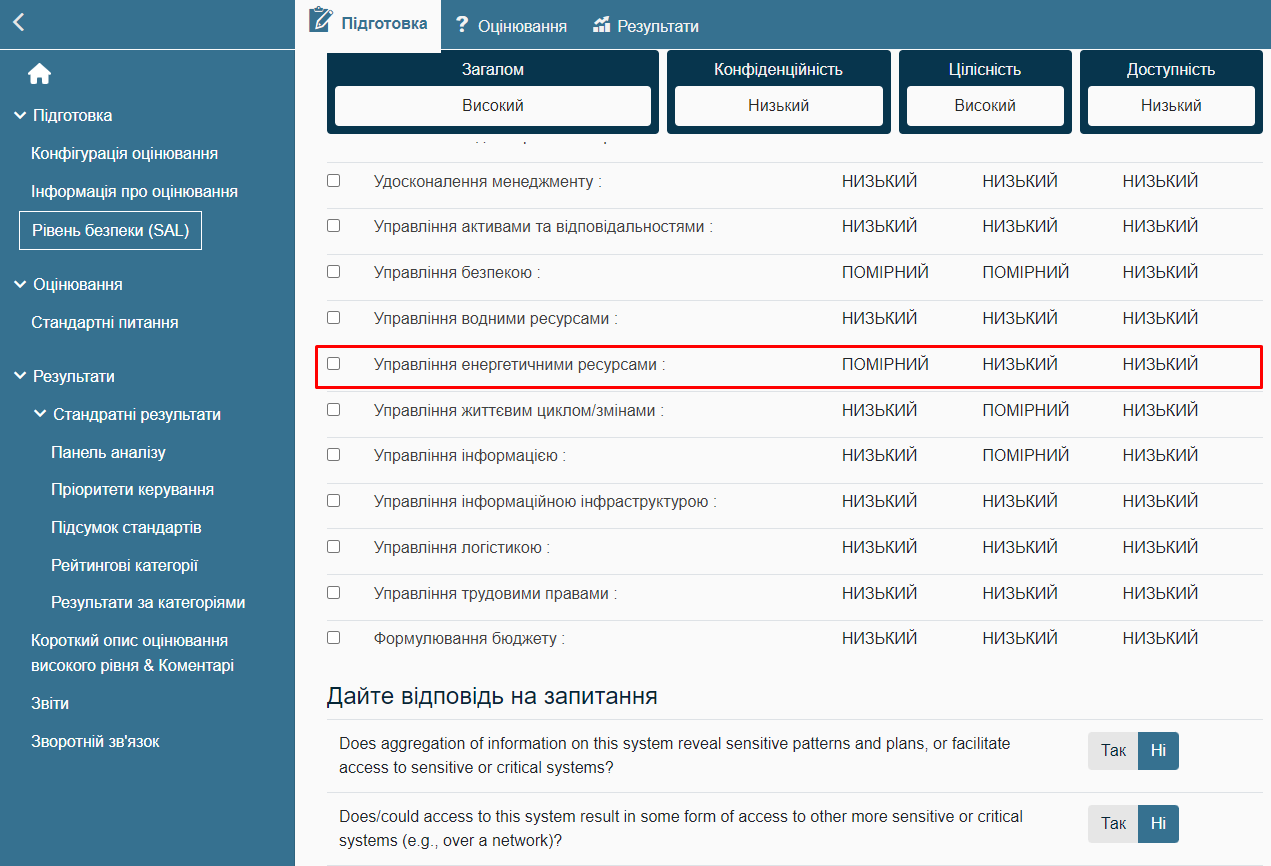 Підготовка
Оцінювання
Результати
Підготовка
Конфігурація оцінювання
Інформація про оцінювання
Рівень безпеки (SAL)
Оцінювання
Стандартні питання
Результати
Стандратні результати
Панель аналізу
Пріоритети керування
Підсумок стандартів
Рейтингові категорії
Результати за категоріями
Короткий опис оцінювання
високого рівня & Коментарі
Звіти
Зворотній зв'язок
Загалом Конфіденційність Цілісність Доступність
Високий Низький Високий Низький
Удосконалення менеджменту : НИЗЬКИЙ НИЗЬКИЙ НИЗЬКИЙ
Управління активами та відповідальностями : НИЗЬКИЙ НИЗЬКИЙ НИЗЬКИЙ
Управління безпекою : ПОМІРНИЙ ПОМІРНИЙ НИЗЬКИЙ
Управління водними ресурсами : НИЗЬКИЙ НИЗЬКИЙ НИЗЬКИЙ
Управління енергетичними ресурсами : ПОМІРНИЙ НИЗЬКИЙ НИЗЬКИЙ
Управління життєвим циклом/змінами : НИЗЬКИЙ ПОМІРНИЙ НИЗЬКИЙ
Управління інформацією : НИЗЬКИЙ ПОМІРНИЙ НИЗЬКИЙ
Управління інформаційною інфраструктурою : НИЗЬКИЙ НИЗЬКИЙ НИЗЬКИЙ
Управління логістикою : НИЗЬКИЙ НИЗЬКИЙ НИЗЬКИЙ
Управління трудовими правами : НИЗЬКИЙ НИЗЬКИЙ НИЗЬКИЙ
Формулювання бюджету : НИЗЬКИЙ НИЗЬКИЙ НИЗЬКИЙ
Дайте відповідь на запитання
Does aggregation of information on this system reveal sensitive patterns and plans, or facilitate
access to sensitive or critical systems?
Так Ні
Does/could access to this system result in some form of access to other more sensitive or critical
systems (e.g., over a network)?
Так Ні